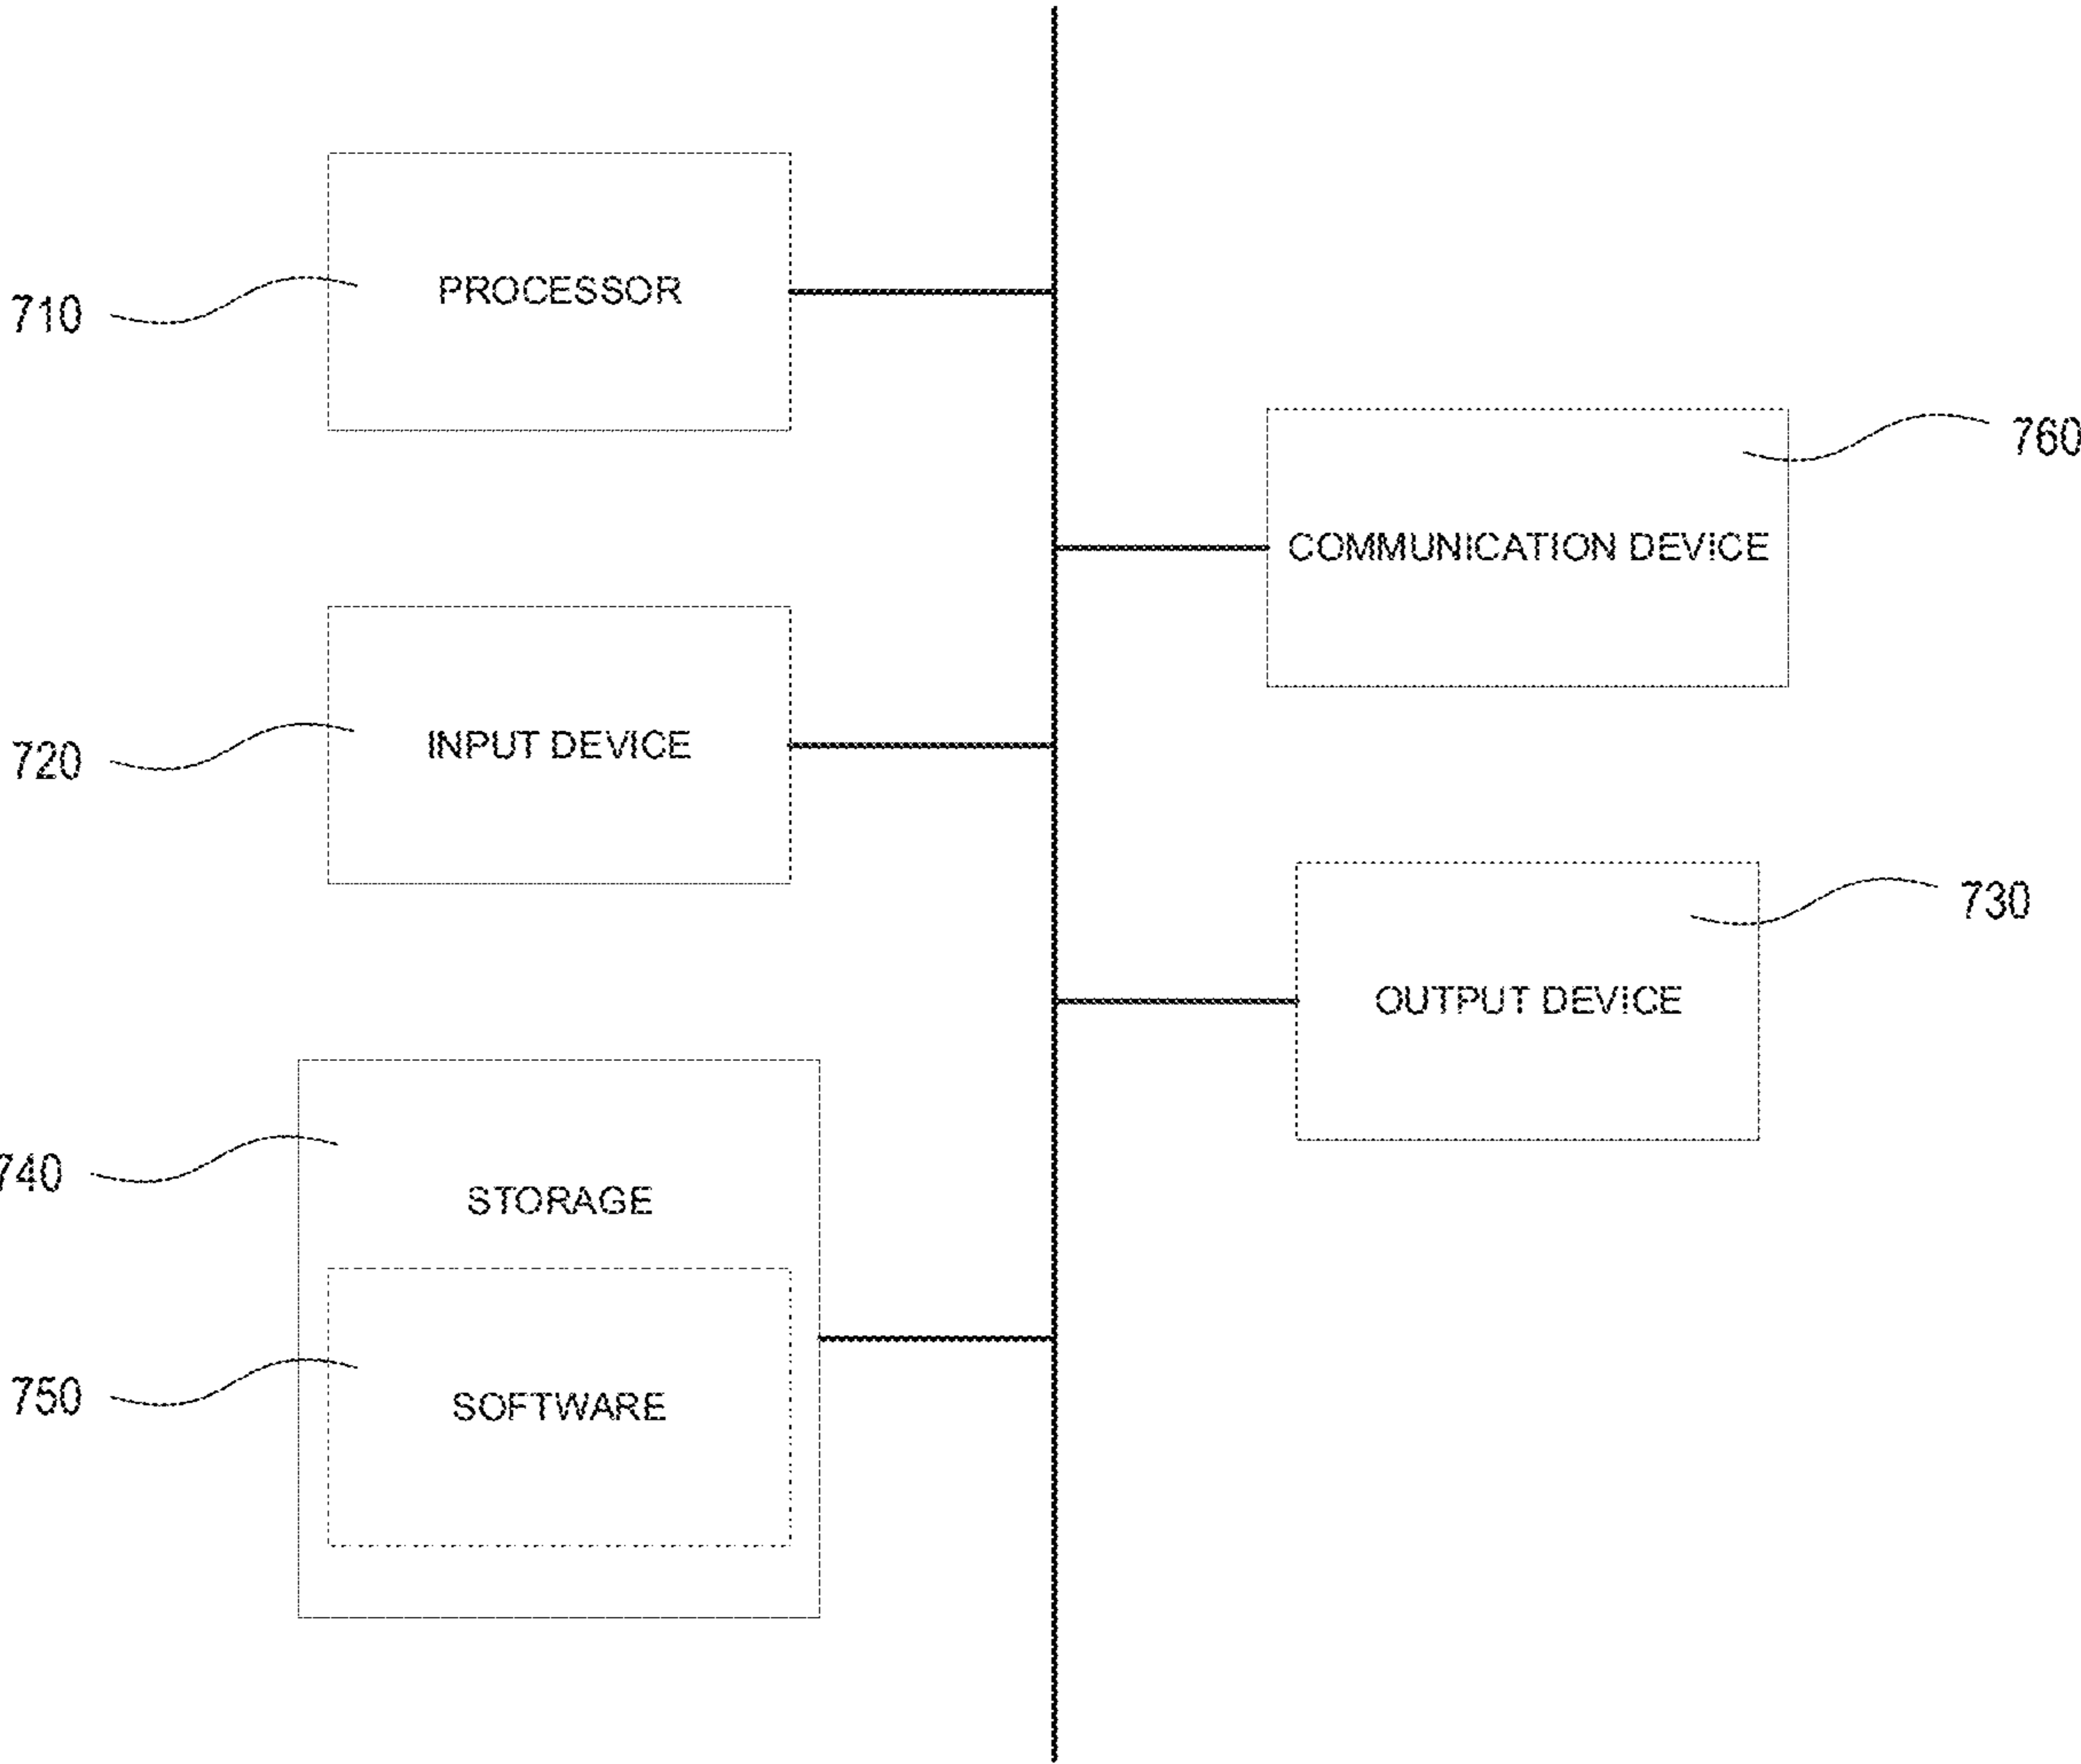 PROCESSOR
710
760
COMMUNICATION DEVICE
INPUT DEVICE
720
730
OUTPUT DEVICE
740
STORAGE
750
SOFTWARE